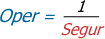 Oper = 1
Segur